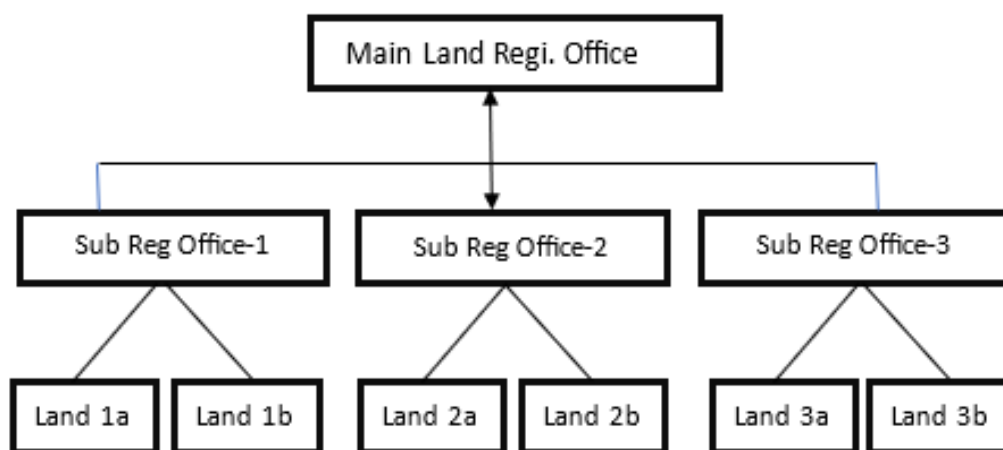 Main Land Regi. Office
Sub Reg Office-1
Sub Reg Office-2
Sub Reg Office-3
Land 1a
Land 1b
Land 2a
Land 2b
Land 3a
Land 3b